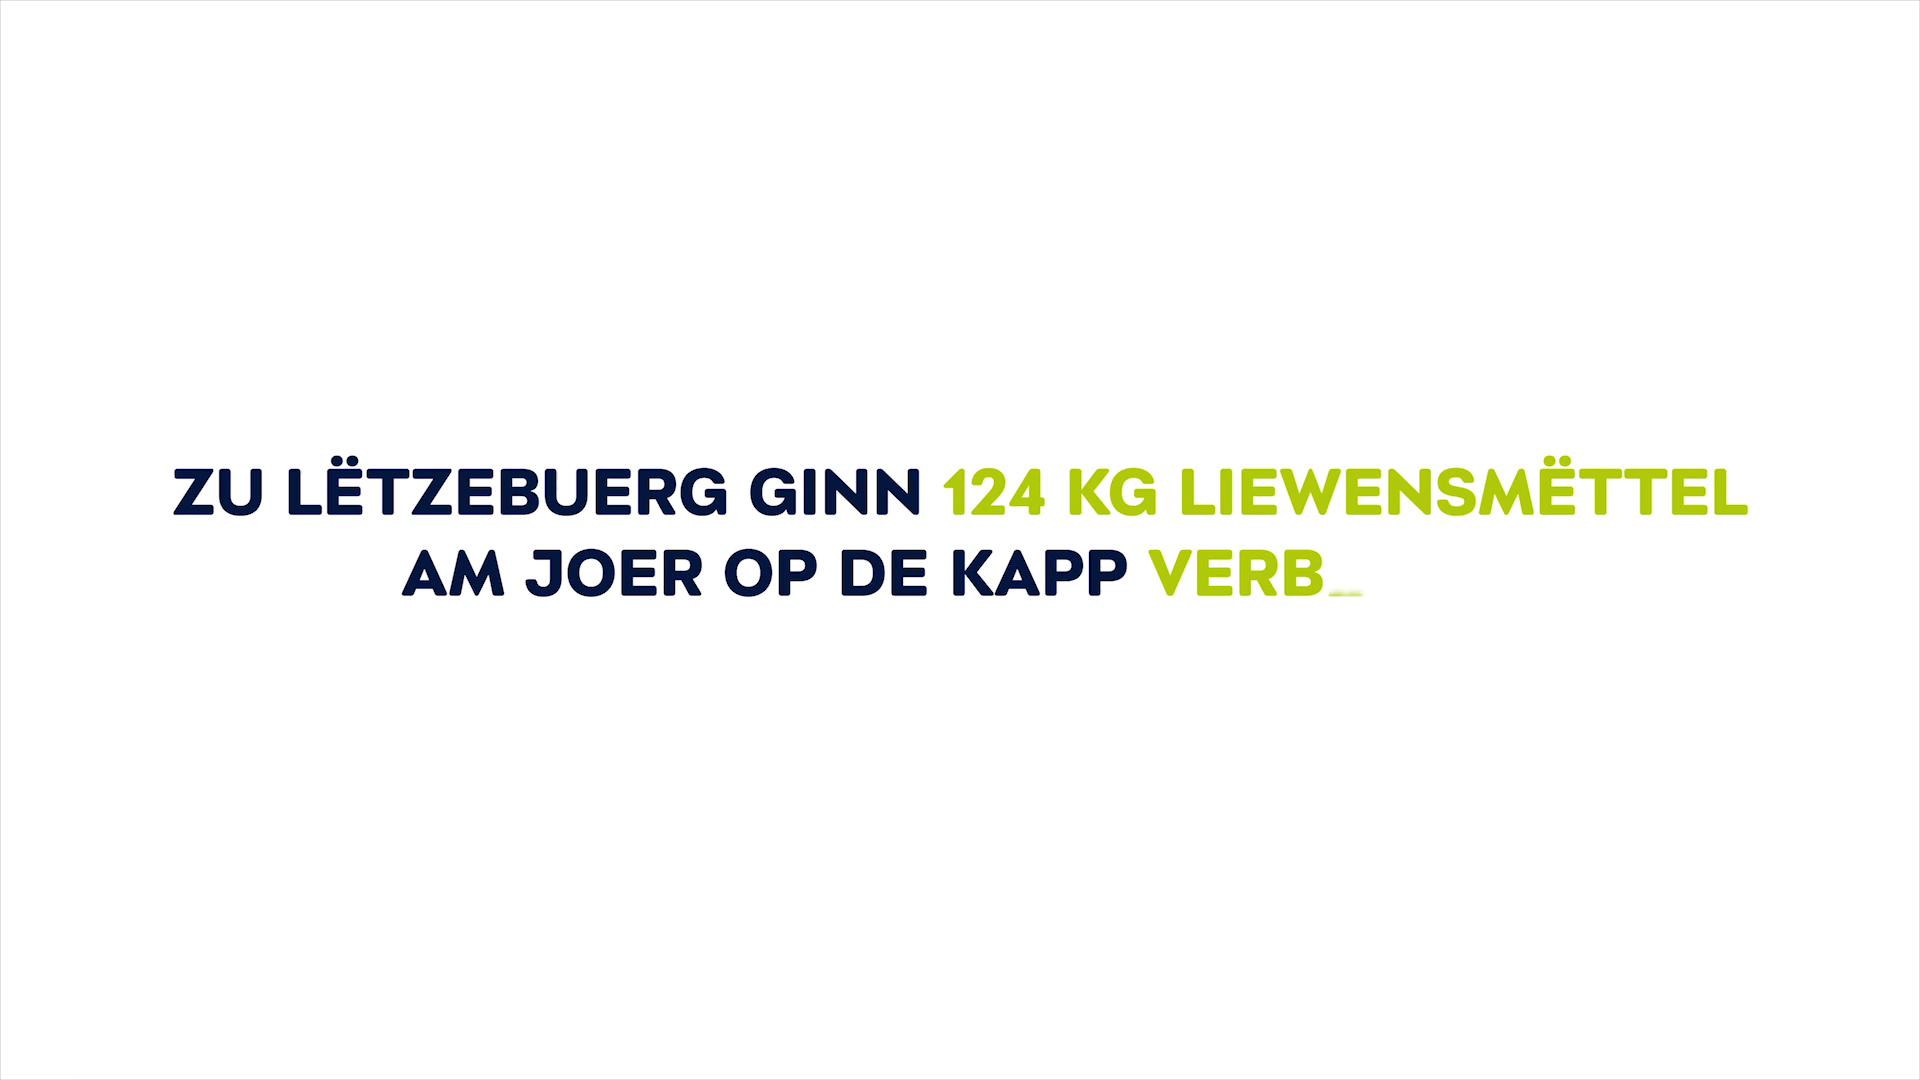 ZU LËTZEBUERG GINN 124 KG LIEWENSMËTTEL
AM JOER OP DE KAPP VERB